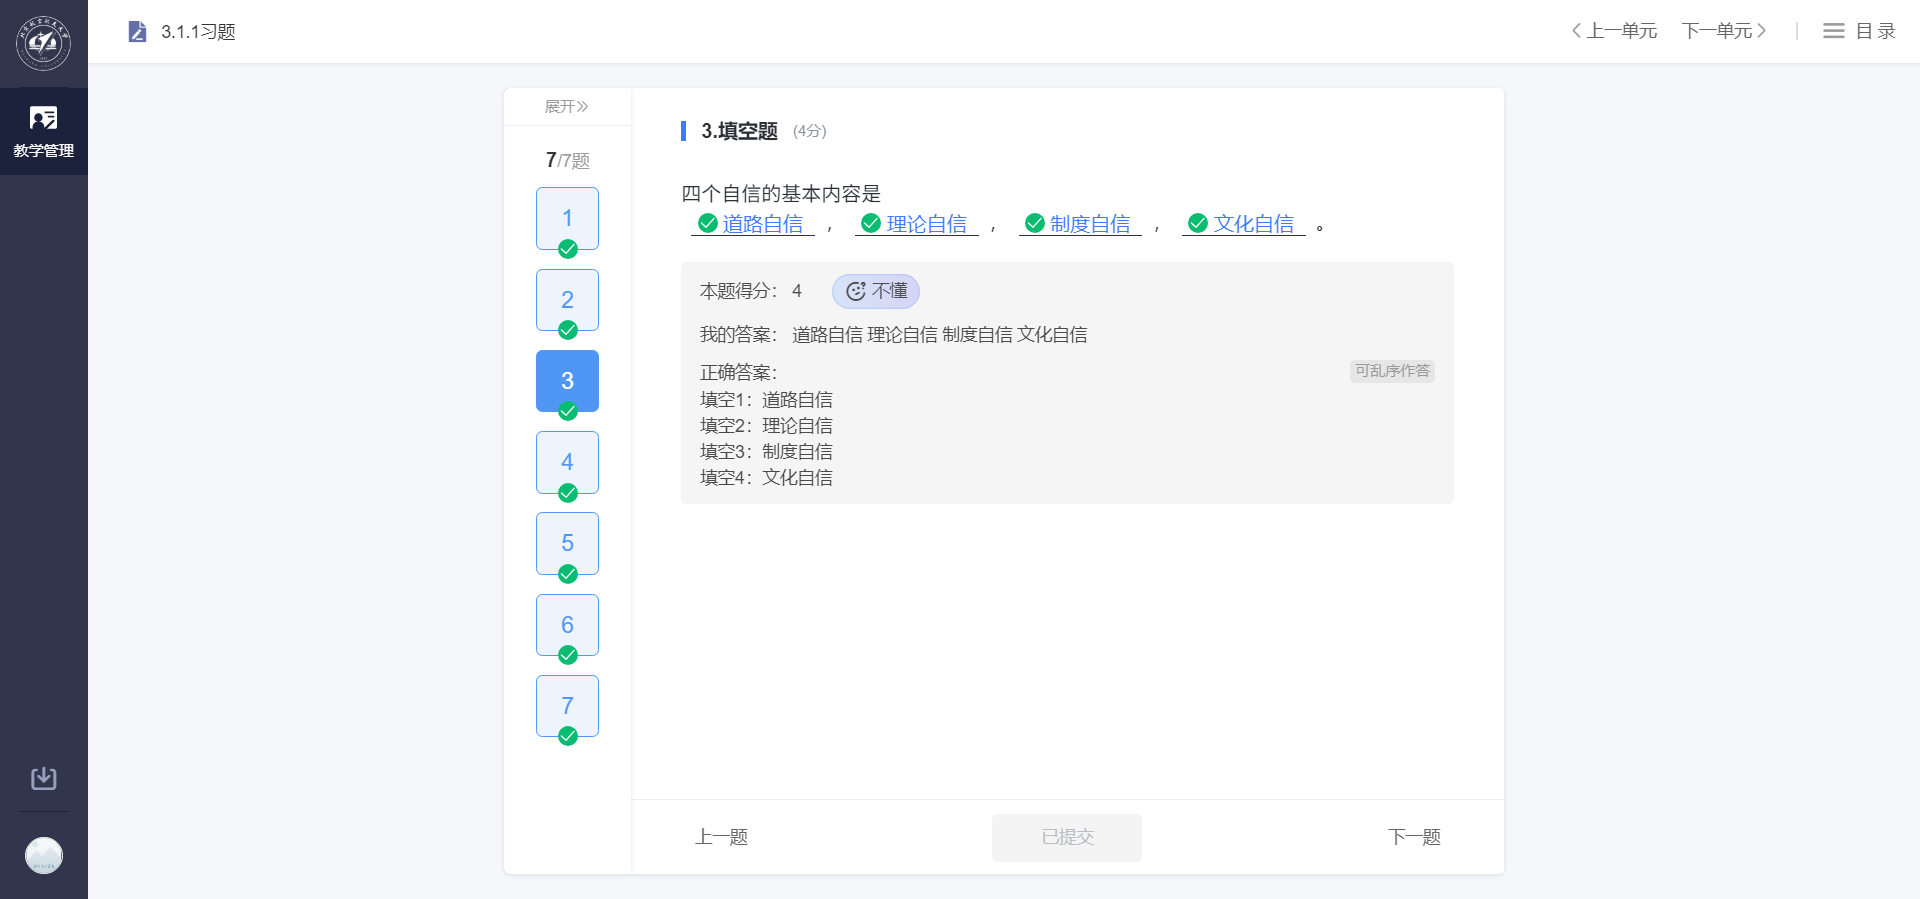 3.1.1习题
上一单元 下一单元 目录
教学管理
展开
7/7题
1
2
3
4
5
6
7
3.填空题 (4分)
四个自信的基本内容是
道路自信 , 理论自信 , 制度自信 , 文化自信 。
本题得分： 4 不懂
我的答案： 道路自信 理论自信 制度自信 文化自信
正确答案： 可乱序作答
填空1：道路自信
填空2：理论自信
填空3：制度自信
填空4：文化自信
上一题 已提交 下一题